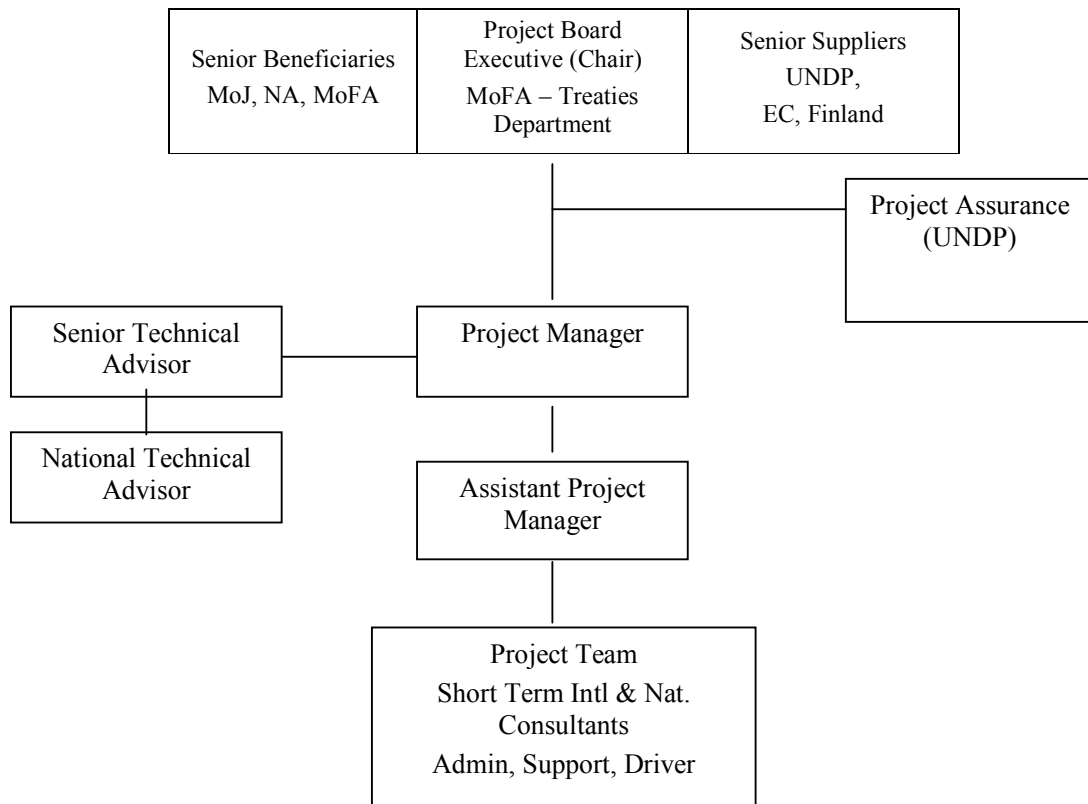 Senior Beneficiaries
MoJ, NA, MoFA
Project Board
Executive (Chair)
MoFA – Treaties
Department
Senior Suppliers
UNDP,
EC, Finland
Project Assurance
(UNDP)
Senior Technical
Advisor
Project Manager
National Technical
Advisor
Assistant Project
Manager
Project Team
Short Term Intl & Nat.
Consultants
Admin, Support, Driver